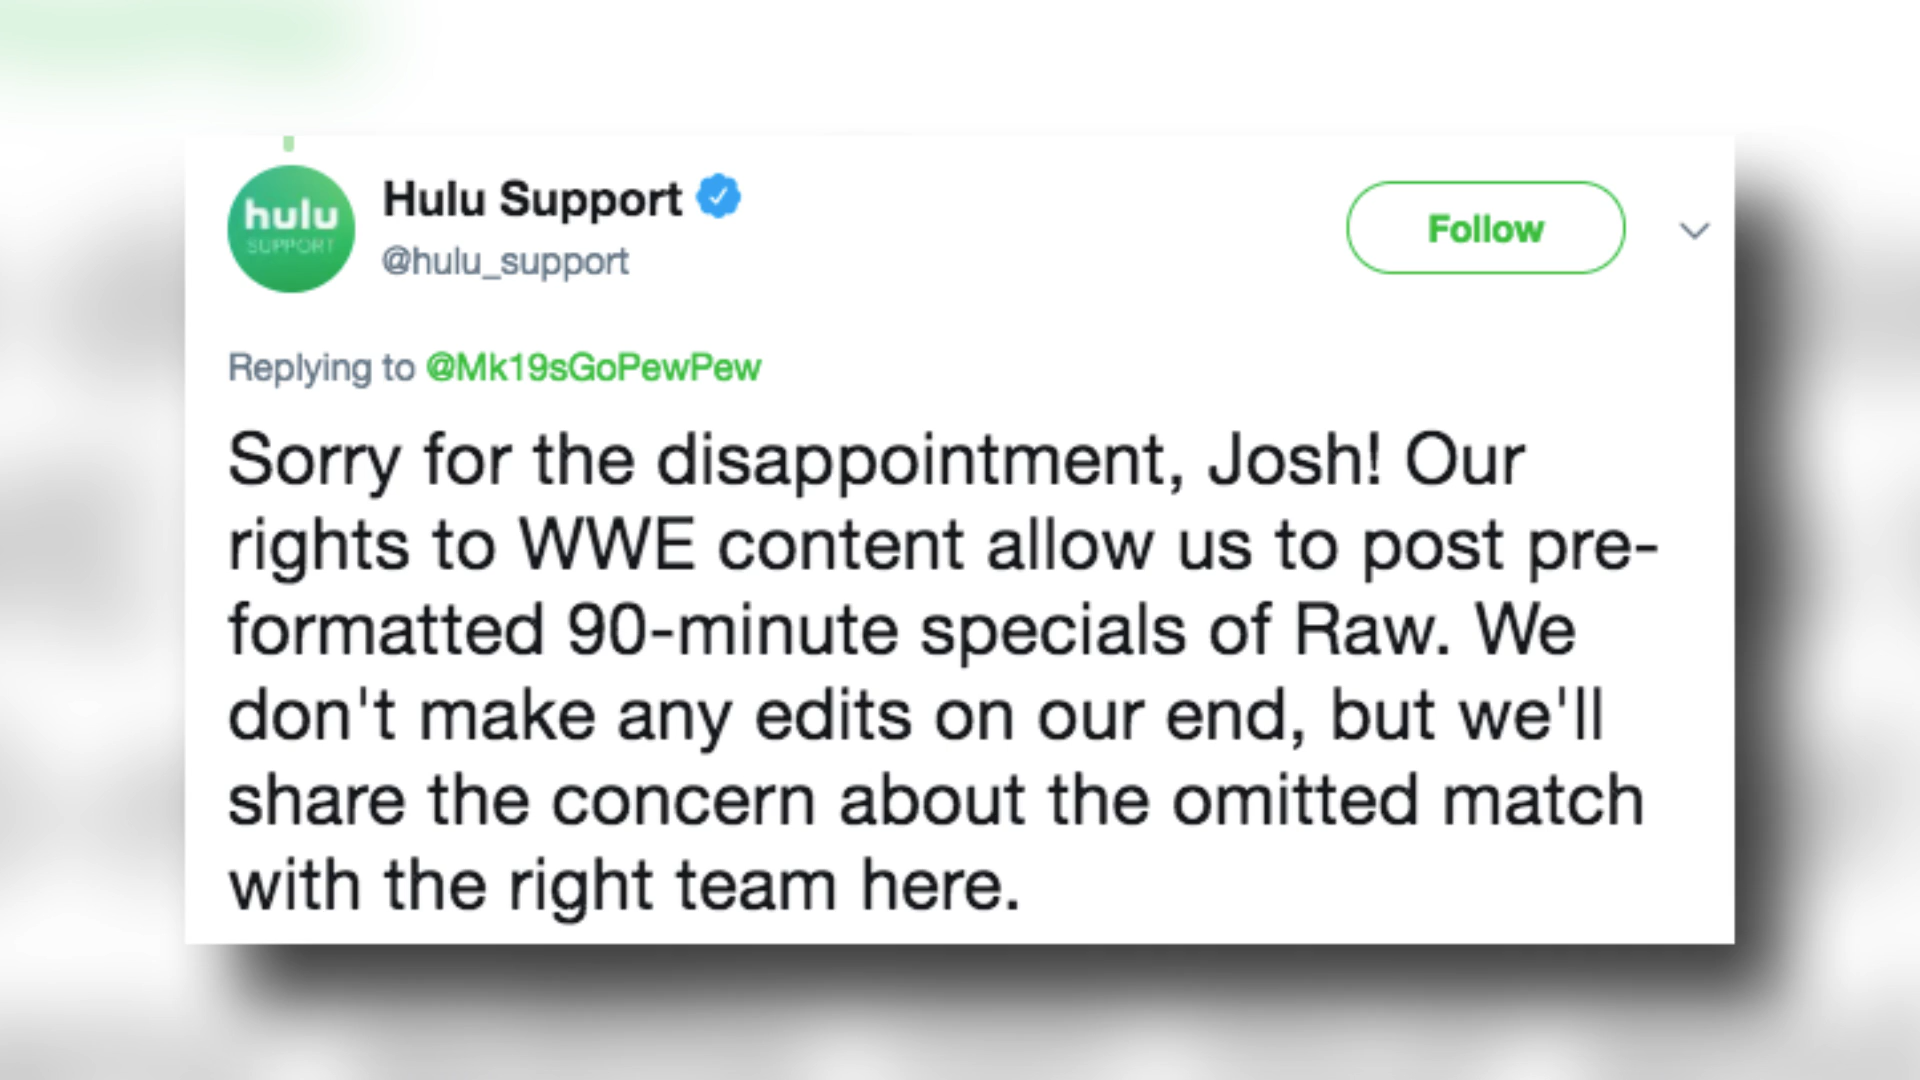 hulu
SUPPORT
Hulu Support
@hulu_support
Follow
Replying to @Mk19sGoPewPew
Sorry for the disappointment, Josh! Our
rights to WWE content allow us to post pre-
formatted 90-minute specials of Raw. We
don't make any edits on our end, but we'll
share the concern about the omitted match
with the right team here.